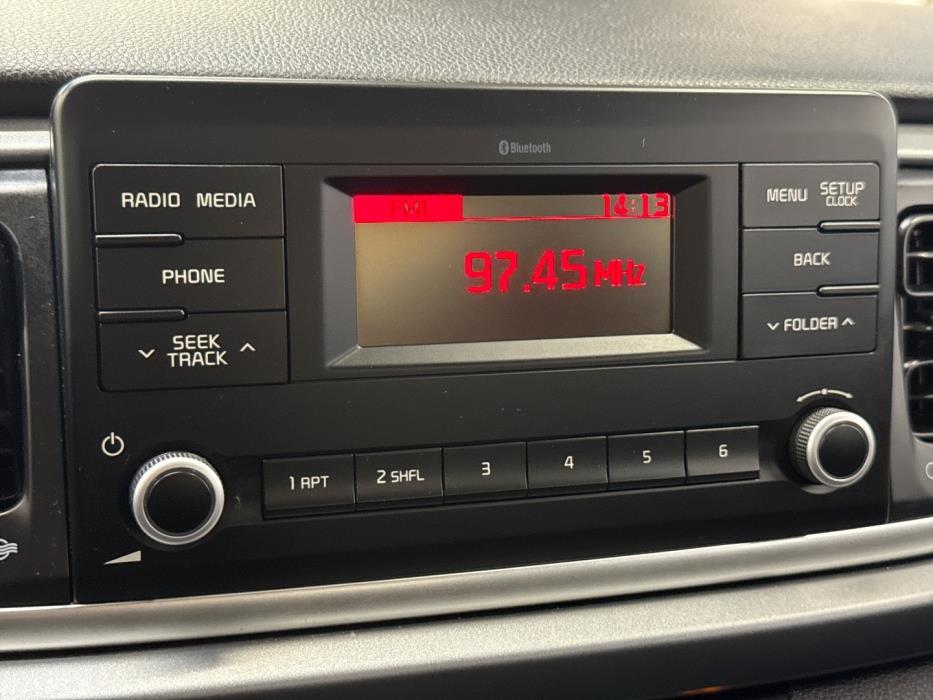 Bluetooth
RADIO MEDIA
PHONE
SEEK
TRACK
FM1
14:13
97.45 MHz
MENU
SETUP
CLOCK
BACK
FOLDER
1 RPT
2 SHFL
3
4
5
6